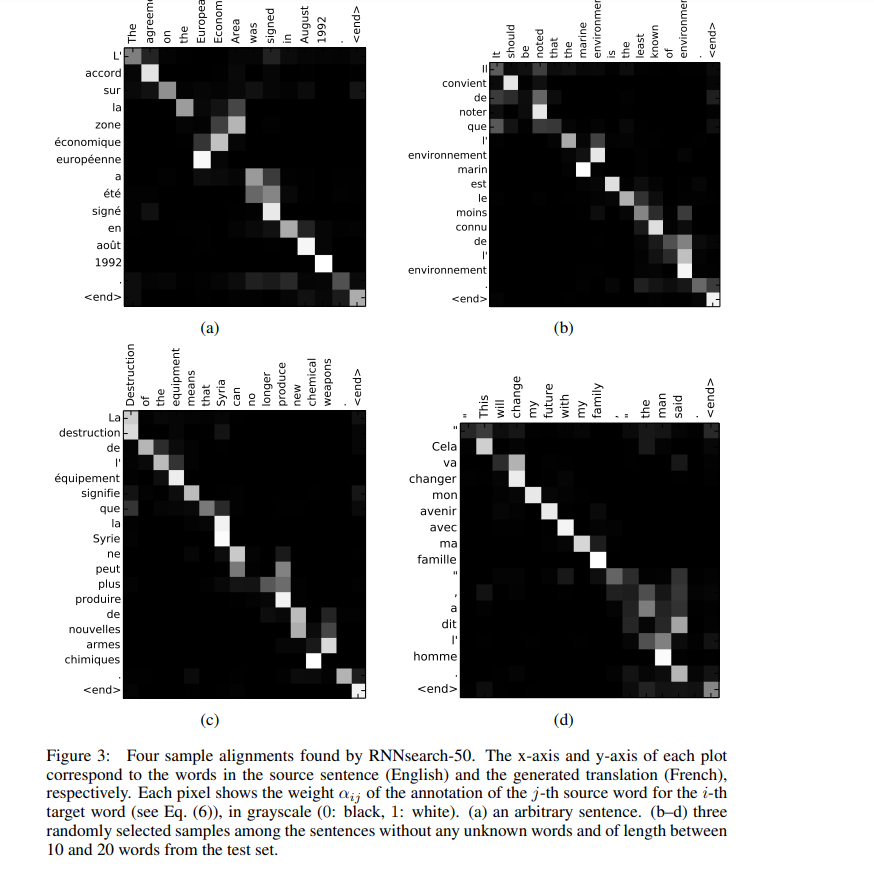 The
agreeme
on
the
Europea
Econom
Area
was
signed
in
August
1992
.
<end>
L'
accord
sur
la
zone
économique
européenne
a
été
signé
en
août
1992
.
<end>
(a)
It
should
be
noted
that
the
marine
environmen
is
the
least
known
of
environmen
.
<end>
Il
convient
de
noter
que
l'
environnement
marin
est
le
moins
connu
de
l'
environnement
.
<end>
(b)
Destruction
of
the
equipment
means
that
Syria
can
no
longer
produce
new
chemical
weapons
.
<end>
La
destruction
de
l'
équipement
signifie
que
la
Syrie
ne
peut
plus
produire
de
nouvelles
armes
chimiques
.
<end>
(c)
"
This
will
change
my
future
with
my
family
,
"
the
man
said
.
<end>
"
Cela
va
changer
mon
avenir
avec
ma
famille
"
,
a
dit
l'
homme
.
<end>
(d)
Figure 3: Four sample alignments found by RNNsearch-50. The x-axis and y-axis of each plot
correspond to the words in the source sentence (English) and the generated translation (French),
respectively. Each pixel shows the weight αij of the annotation of the j-th source word for the i-th
target word (see Eq. (6)), in grayscale (0: black, 1: white). (a) an arbitrary sentence. (b–d) three
randomly selected samples among the sentences without any unknown words and of length between
10 and 20 words from the test set.